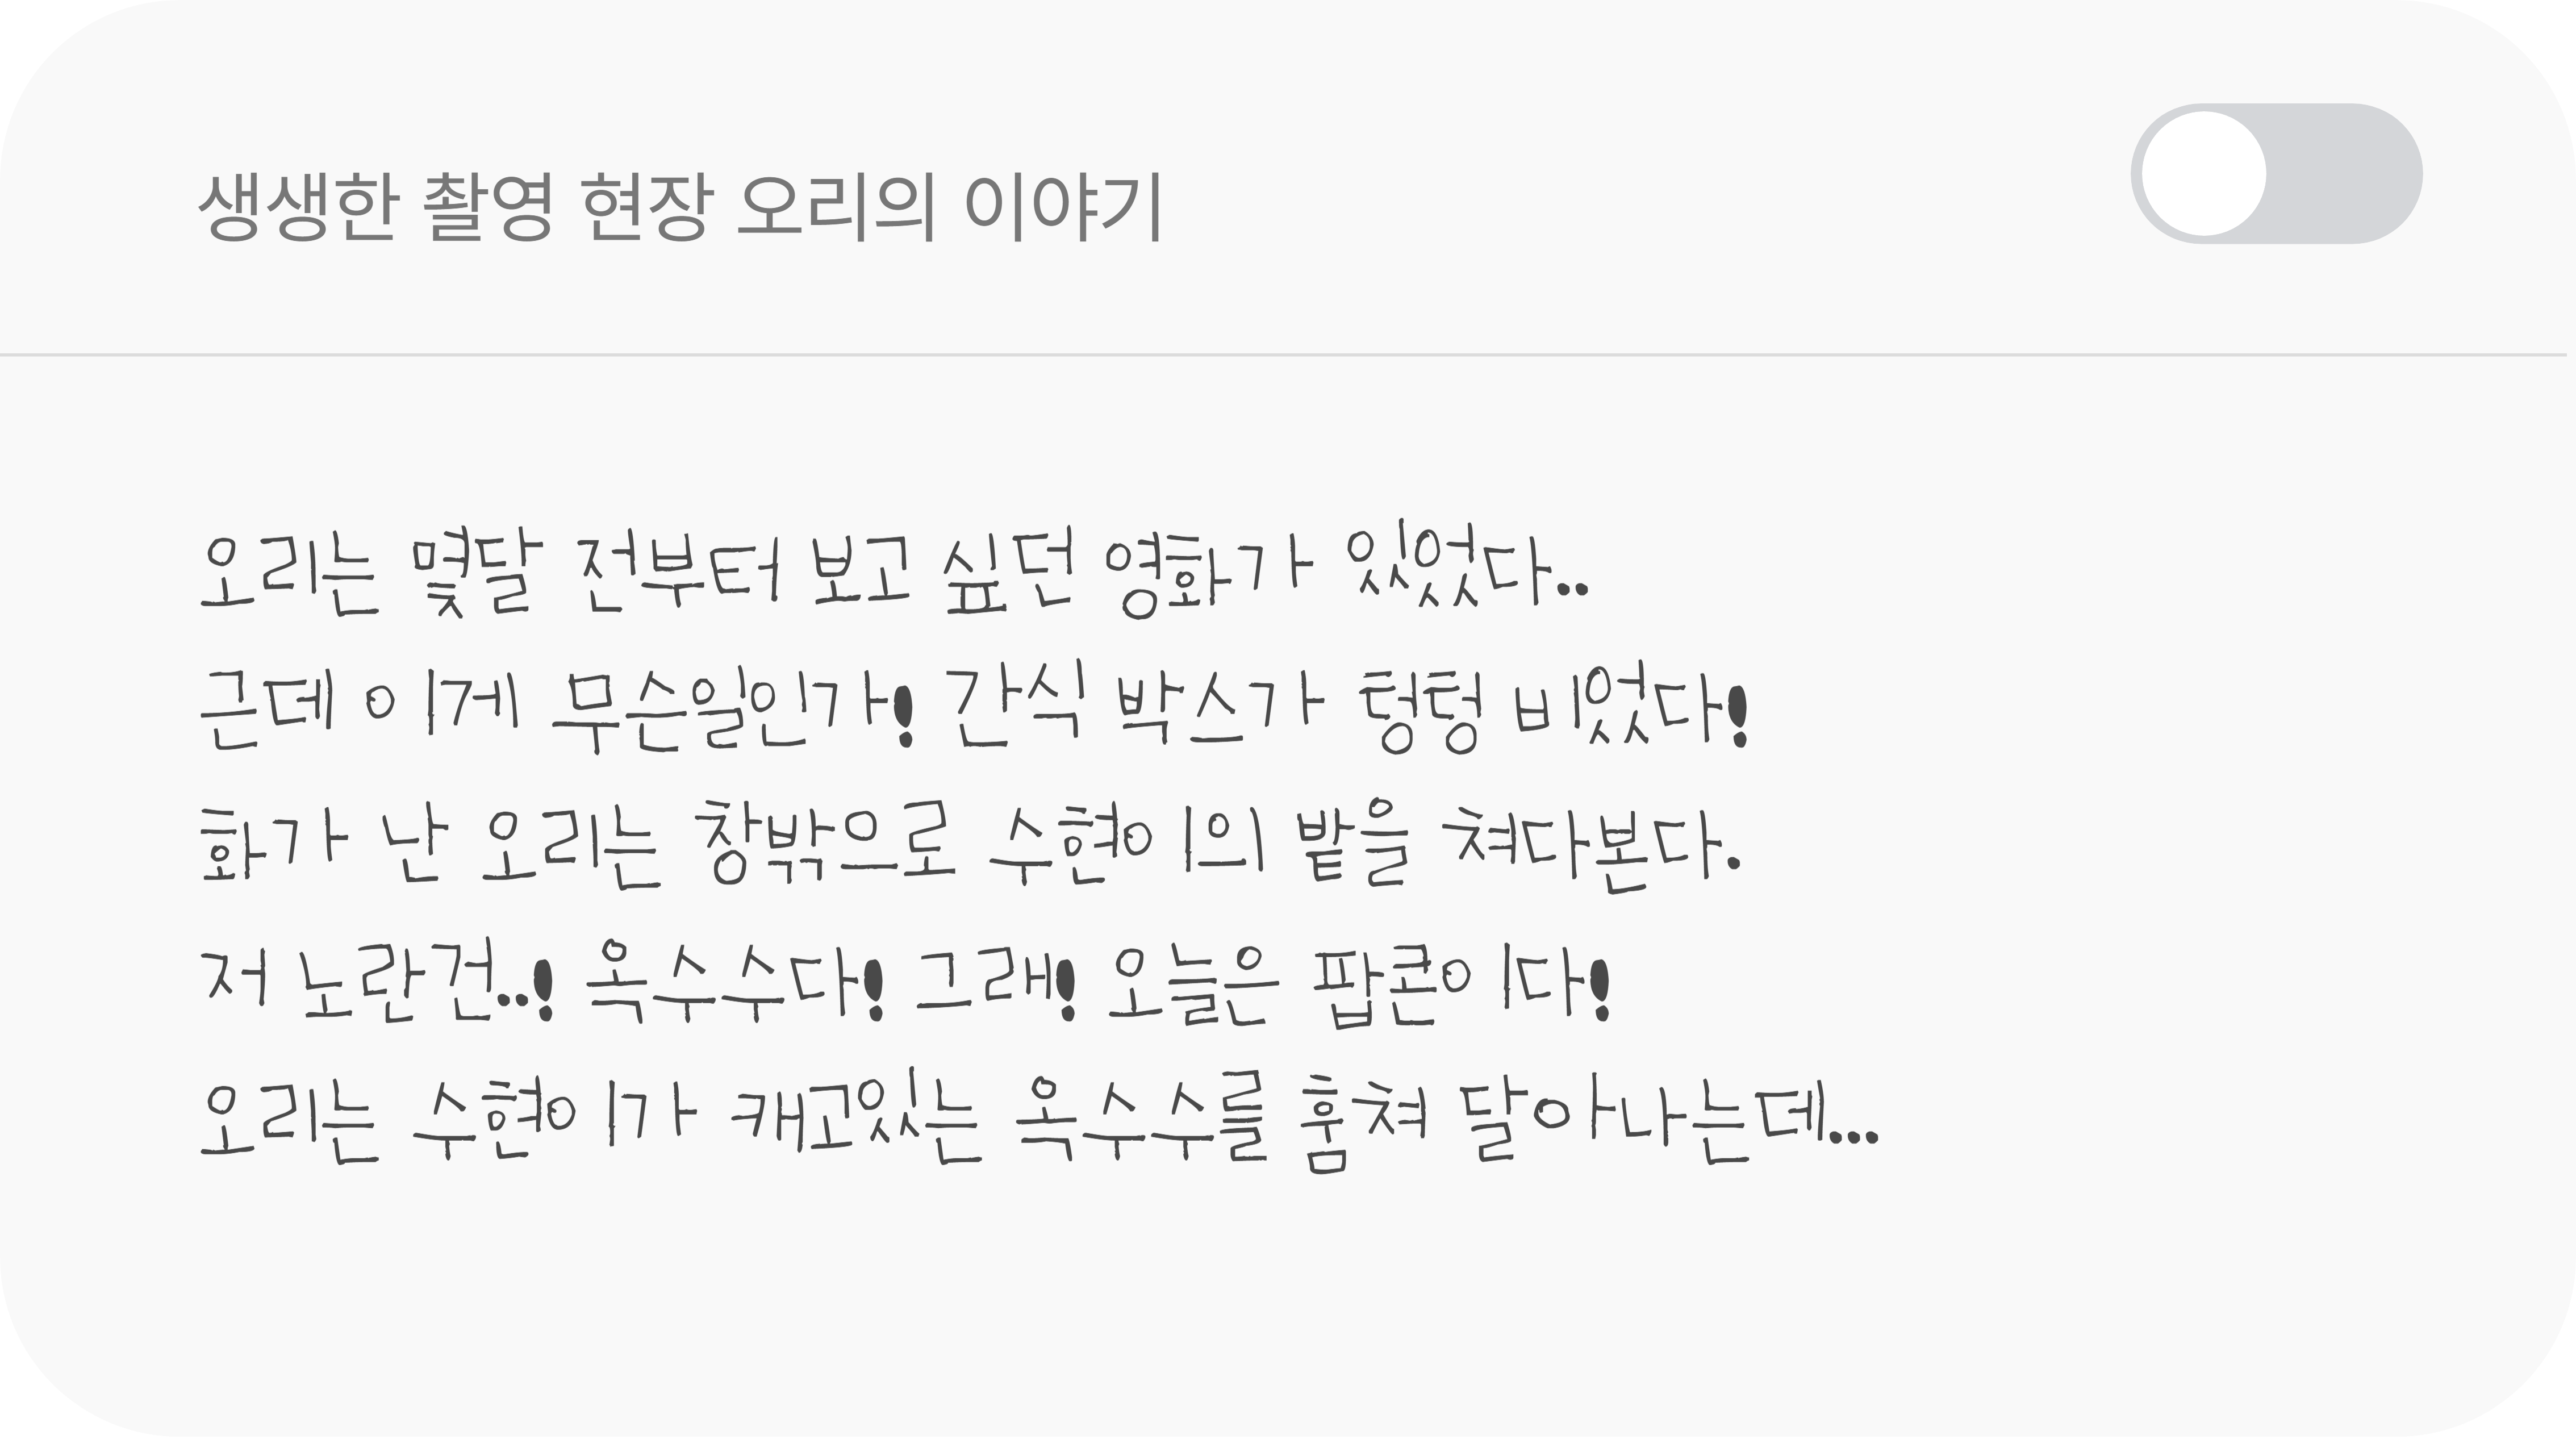 생생한 촬영 현장 오리의 이야기
오리는 몇달 전부터 보고 싶던 영화가 있었다..
근데 이게 무슨일인가! 간식 박스가 텅텅 비었다!
화가 난 오리는 창밖으로 수현이의 밭을 쳐다본다.
저 노란건..! 옥수수다! 그래! 오늘은 팝콘이다!
오리는 수현이가 캐고있는 옥수수를 훔쳐 달아나는데...